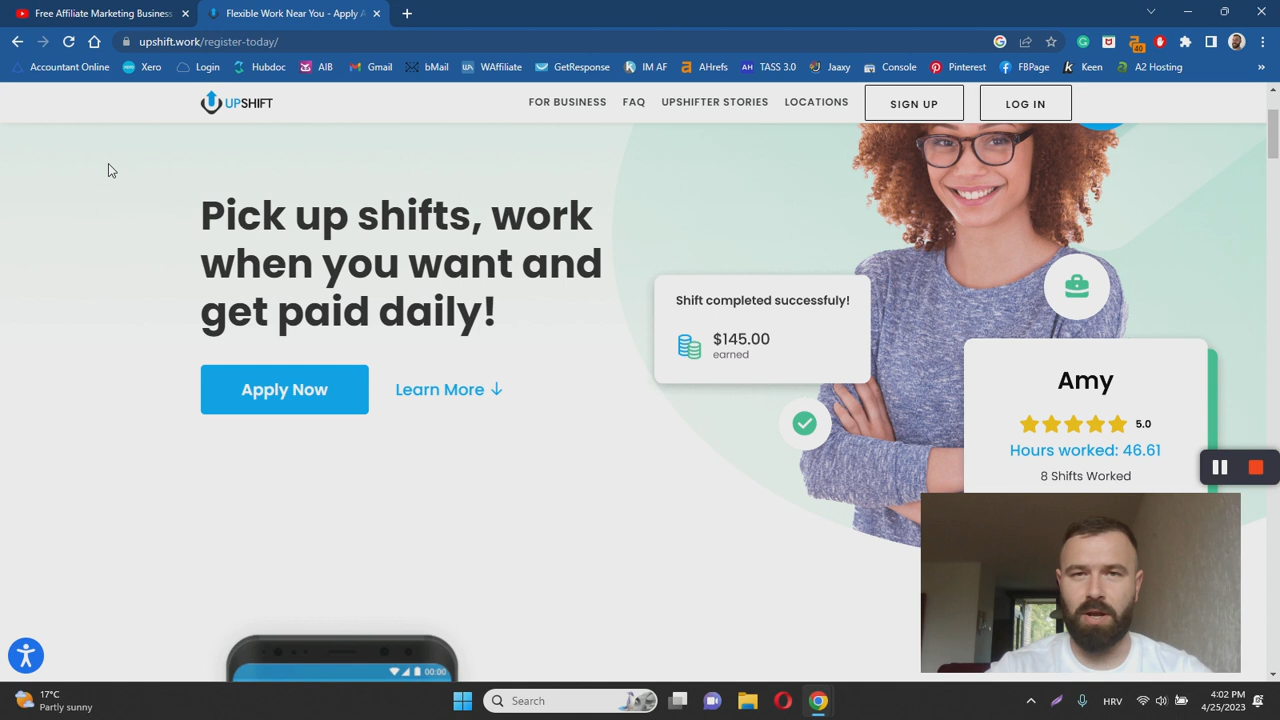 Free Affiliate Marketing Business
Flexible Work Near You - Apply A
upshift.work/register-today/
40
Accountant Online
Xero
Login
Hubdoc
AIB
Gmail
bMail
WAffiliate
GetResponse
IM AF
AHrefs
TASS 3.0
Jaaxy
Console
Pinterest
FBPage
Keen
A2 Hosting
UPSHIFT
FOR BUSINESS
FAQ
UPSHIFTER STORIES
LOCATIONS
SIGN UP
LOG IN
Pick up shifts, work
when you want and
get paid daily!
Apply Now
Learn More
Shift completed successfuly!
$145.00
earned
Amy
5.0
Hours worked: 46.61
8 Shifts Worked
00:00
17°C
Partly sunny
Search
HRV
4:02 PM
4/25/2023